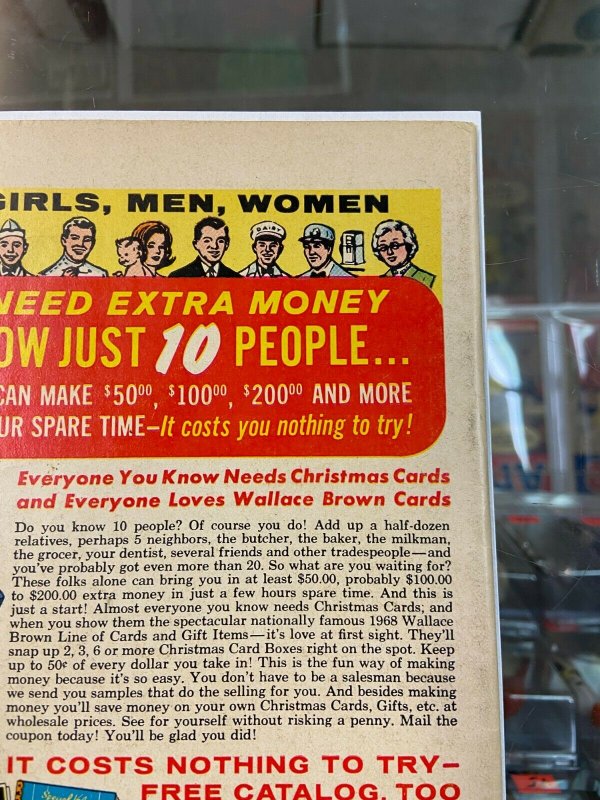 GIRLS, MEN, WOMEN
DAIRY
NEED EXTRA MONEY
OW JUST 10 PEOPLE...
CAN MAKE $50⁰⁰, $100⁰⁰, $200⁰⁰ AND MORE
UR SPARE TIME—It costs you nothing to try!
Everyone You Know Needs Christmas Cards
and Everyone Loves Wallace Brown Cards
Do you know 10 people? Of course you do! Add up a half-dozen
relatives, perhaps 5 neighbors, the butcher, the baker, the milkman,
the grocer, your dentist, several friends and other tradespeople—and
you've probably got even more than 20. So what are you waiting for?
These folks alone can bring you in at least $50.00, probably $100.00
to $200.00 extra money in just a few hours spare time. And this is
just a start! Almost everyone you know needs Christmas Cards, and
when you show them the spectacular nationally famous 1968 Wallace
Brown Line of Cards and Gift Items—it's love at first sight. They'll
snap up 2, 3, 6 or more Christmas Card Boxes right on the spot. Keep
up to 50¢ of every dollar you take in! This is the fun way of making
money because it's so easy. You don't have to be a salesman because
we send you samples that do the selling for you. And besides making
money you'll save money on your own Christmas Cards, Gifts, etc. at
wholesale prices. See for yourself without risking a penny. Mail the
coupon today! You'll be glad you did!
IT COSTS NOTHING TO TRY—
FREE CATALOG, TOO